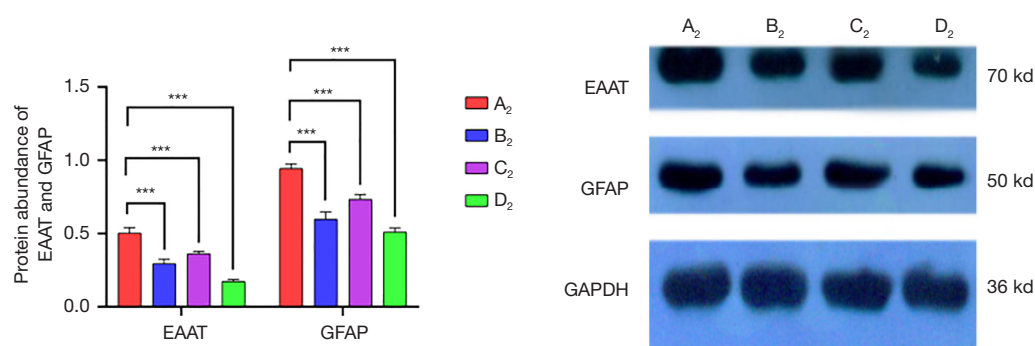 Protein abundance of
EAAT and GFAP
1.5
1.0
0.5
0.0
***
***
***
***
***
***
EAAT
GFAP
A2
B2
C2
D2
A2 B2 C2 D2
EAAT 70 kd
GFAP 50 kd
GAPDH 36 kd